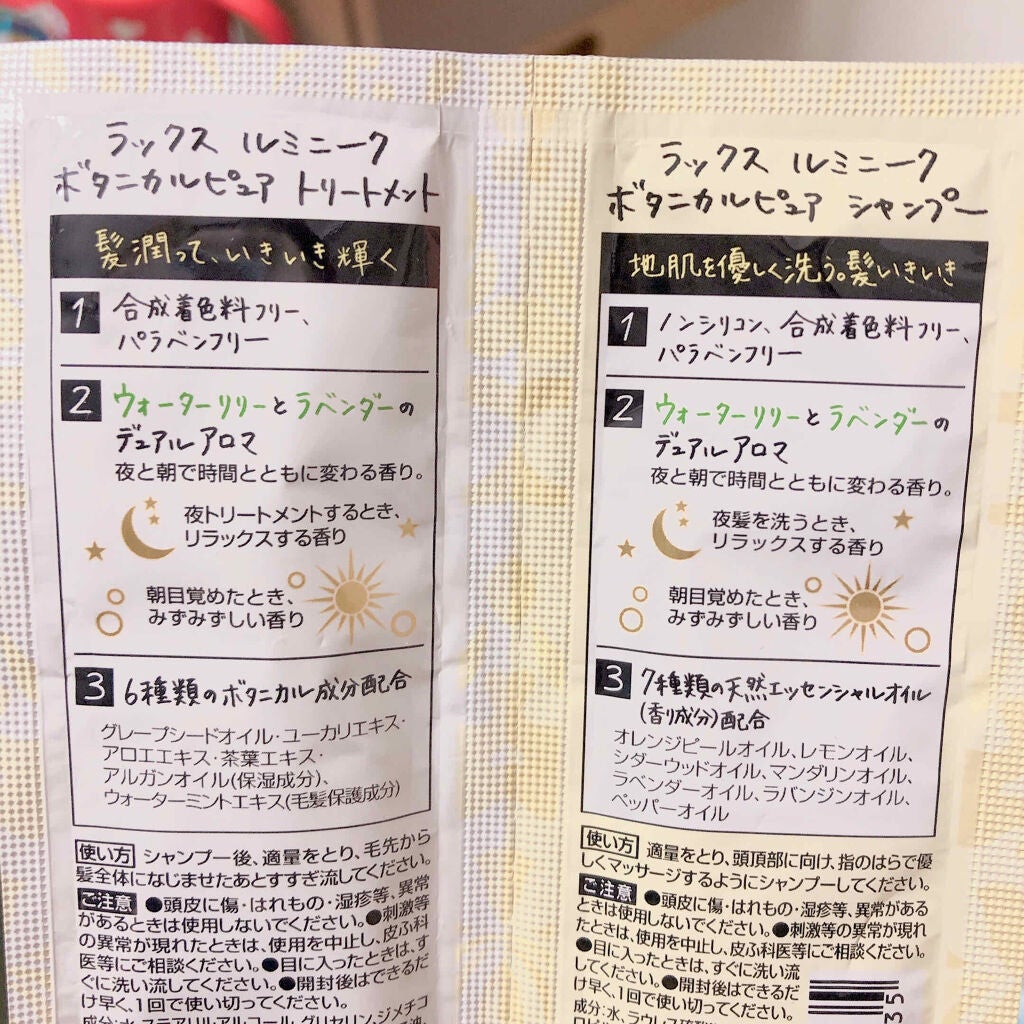 ラックス ルミニーク
ボタニカルピュア トリートメント
髪潤って、いきいき輝く
1 合成着色料フリー、
パラベンフリー
2 ウォーターリリーとラベンダーの
デュアルアロマ
夜と朝で時間とともに変わる香り。
夜トリートメントするとき、
リラックスする香り
朝目覚めたとき、
みずみずしい香り
3 6種類のボタニカル成分配合
グレープシードオイル・ユーカリエキス・
アロエエキス・茶葉エキス・
アルガンオイル(保湿成分)、
ウォーターミントエキス(毛髪保護成分)
使い方 シャンプー後、適量をとり、毛先から
髪全体になじませたあとすすぎ流してください。
ご注意 ●頭皮に傷・はれもの・湿疹等、異常
があるときは使用しないでください。●刺激等
の異常が現れたときは、使用を中止し、皮ふ科
医等にご相談ください。●目に入ったときは、す
ぐに洗い流してください。●開封後はできるだ
け早く、1回で使い切ってください。
成分:水、ステアリルアルコール、グリセリン、ジメチコ
ラックス ルミニーク
ボタニカルピュア シャンプー
地肌を優しく洗う。髪いきいき
1 ノンシリコン、合成着色料フリー、
パラベンフリー
2 ウォーターリリーとラベンダーの
デュアルアロマ
夜と朝で時間とともに変わる香り。
夜髪を洗うとき、
リラックスする香り
朝目覚めたとき、
みずみずしい香り
3 7種類の天然エッセンシャルオイル
(香り成分)配合
オレンジピールオイル、レモンオイル、
シダーウッドオイル、マンダリンオイル、
ラベンダーオイル、ラバンジンオイル、
ペッパーオイル
使い方 適量をとり、頭頂部に向け、指のはらで優
しくマッサージするようにシャンプーしてください。
ご注意 ●頭皮に傷・はれもの・湿疹等、異常がある
ときは使用しないでください。●刺激等の異常が現れ
たときは、使用を中止し、皮ふ科医等にご相談ください。
●目に入ったときは、すぐに洗い流
してください。●開封後はできるだ
け早く、1回で使い切ってください。
成分:水、ラウレス硫酸
35